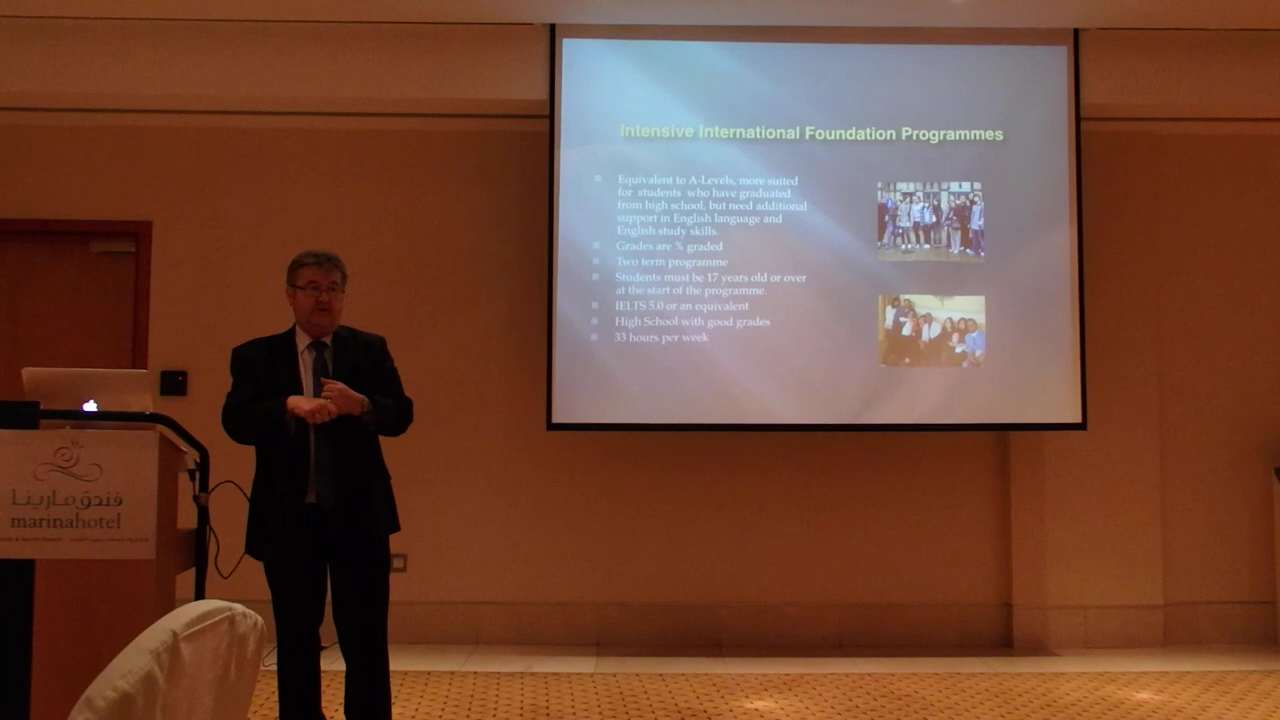 Intensive International Foundation Programmes
Equivalent to A-Levels, more suited
for students who have graduated
from high school, but need additional
support in English language and
English study skills.
Grades are % graded
Two term programme
Students must be 17 years old or over
at the start of the programme.
IELTS 5.0 or an equivalent
High School with good grades
33 hours per week
فندق مارينا
marinahotel